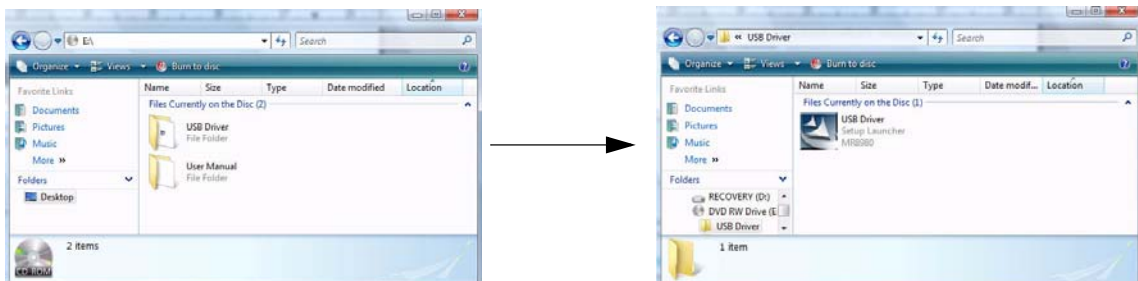 E:\
Search
Organize Views Burn to disc
Favorite Links
Documents
Pictures
Music
More »
Folders
Desktop
Name Size Type Date modified Location
Files Currently on the Disc (2)
USB Driver
File Folder
User Manual
File Folder
2 items
CD-ROM
« USB Driver
Search
Organize Views Burn to disc
Favorite Links
Documents
Pictures
Music
More »
Folders
RECOVERY (D:)
DVD RW Drive (E
USB Driver
Name Size Type Date modif... Location
Files Currently on the Disc (1)
USB Driver
Setup Launcher
1 item